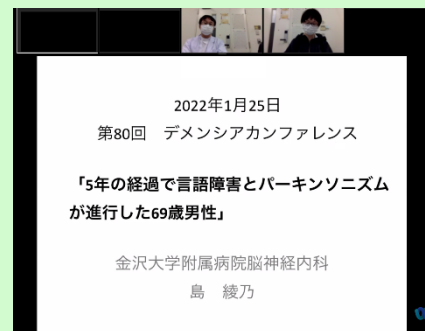 2022年1月25日
第80回　デメンシアカンファレンス
「5年の経過で言語障害とパーキンソニズム
が進行した69歳男性」
金沢大学附属病院脳神経内科
島　綾乃